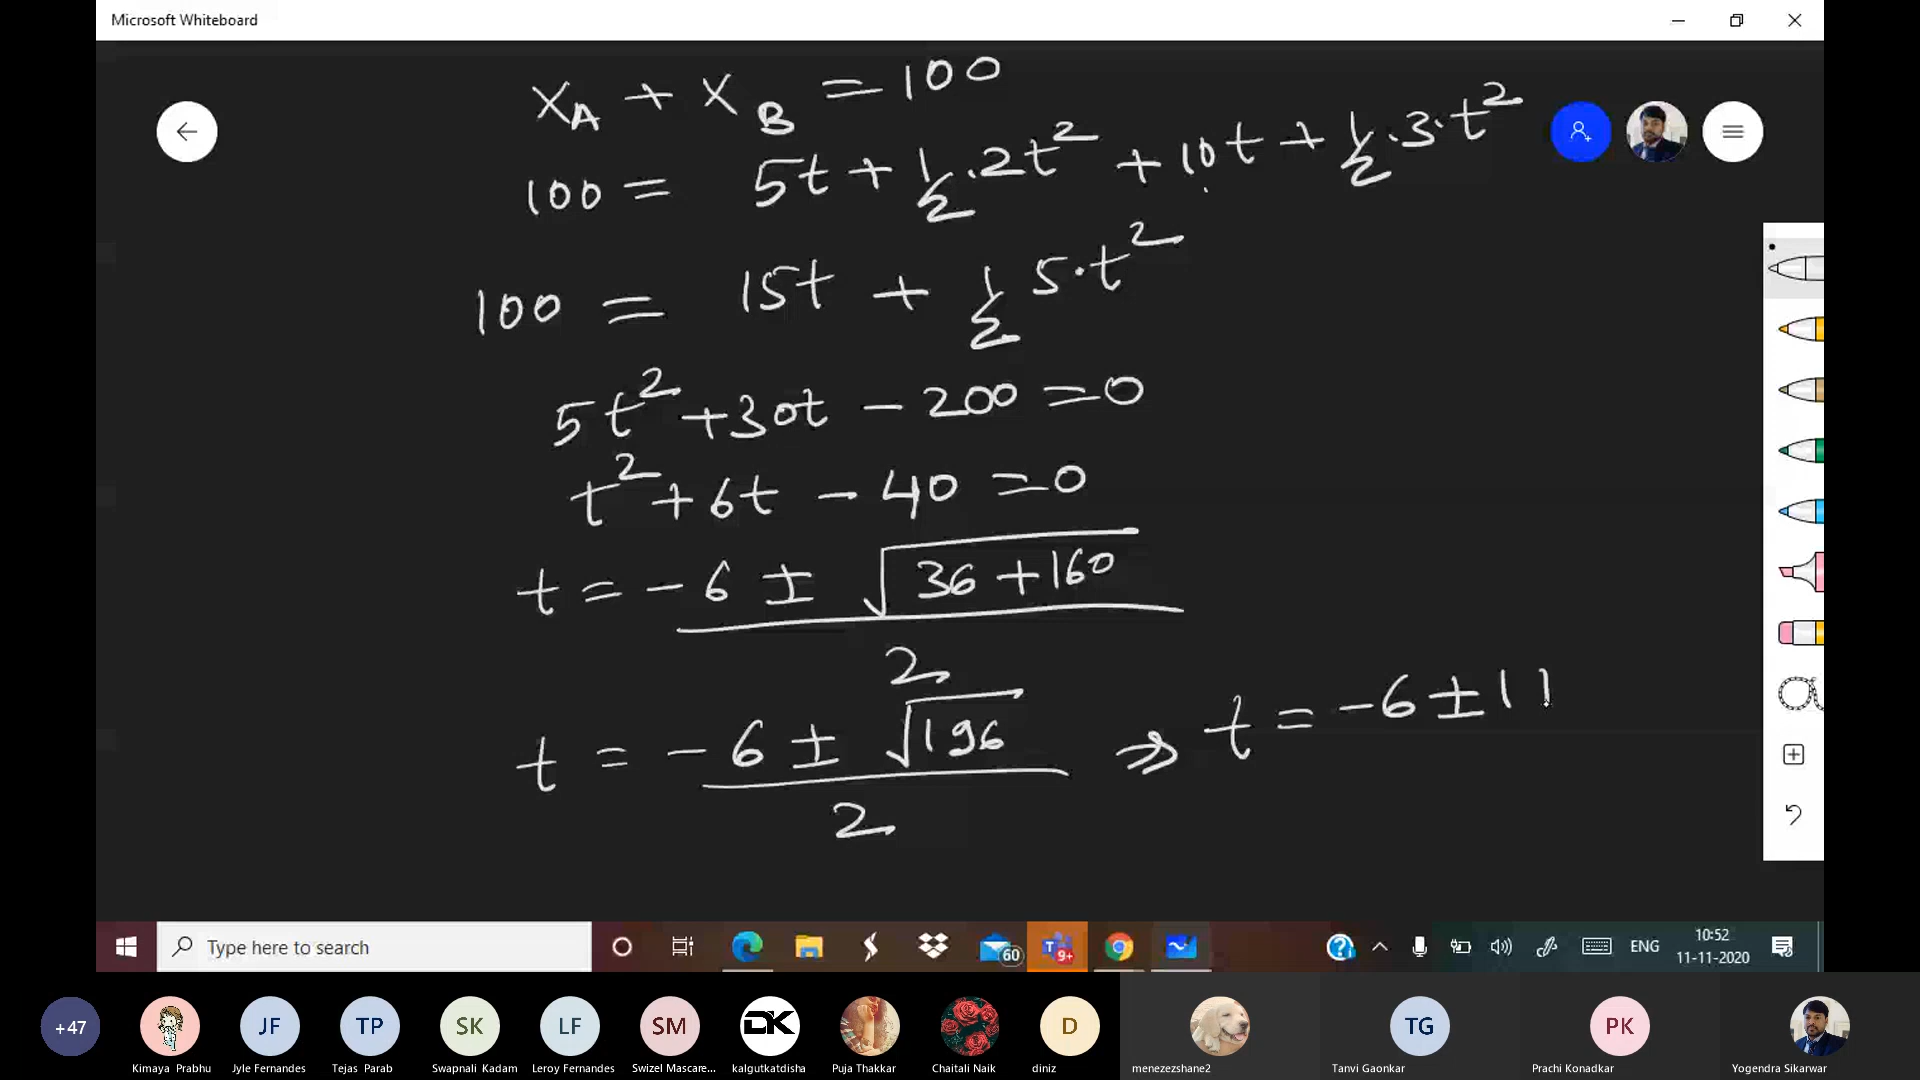 Microsoft Whiteboard
X_A + X_B = 100
100 = 5t + 1/2 · 2t² + 10t + 1/2 · 3 · t²
100 = 15t + 1/2 5 · t²
5t² + 30t - 200 = 0
t² + 6t - 40 = 0
t = -6 ± √36 + 160 / 2
t = -6 ± √196 / 2 ⇒ t = -6 ± 11
Type here to search
60
9+
ENG
10:52
11-11-2020
+47
JF
TP
SK
LF
SM
DK
D
TG
PK
Kimaya Prabhu
Jyle Fernandes
Tejas Parab
Swapnali Kadam
Leroy Fernandes
Swizel Mascare...
kalgutkatdisha
Puja Thakkar
Chaitali Naik
diniz
menezezshane2
Tanvi Gaonkar
Prachi Konadkar
Yogendra Sikarwar